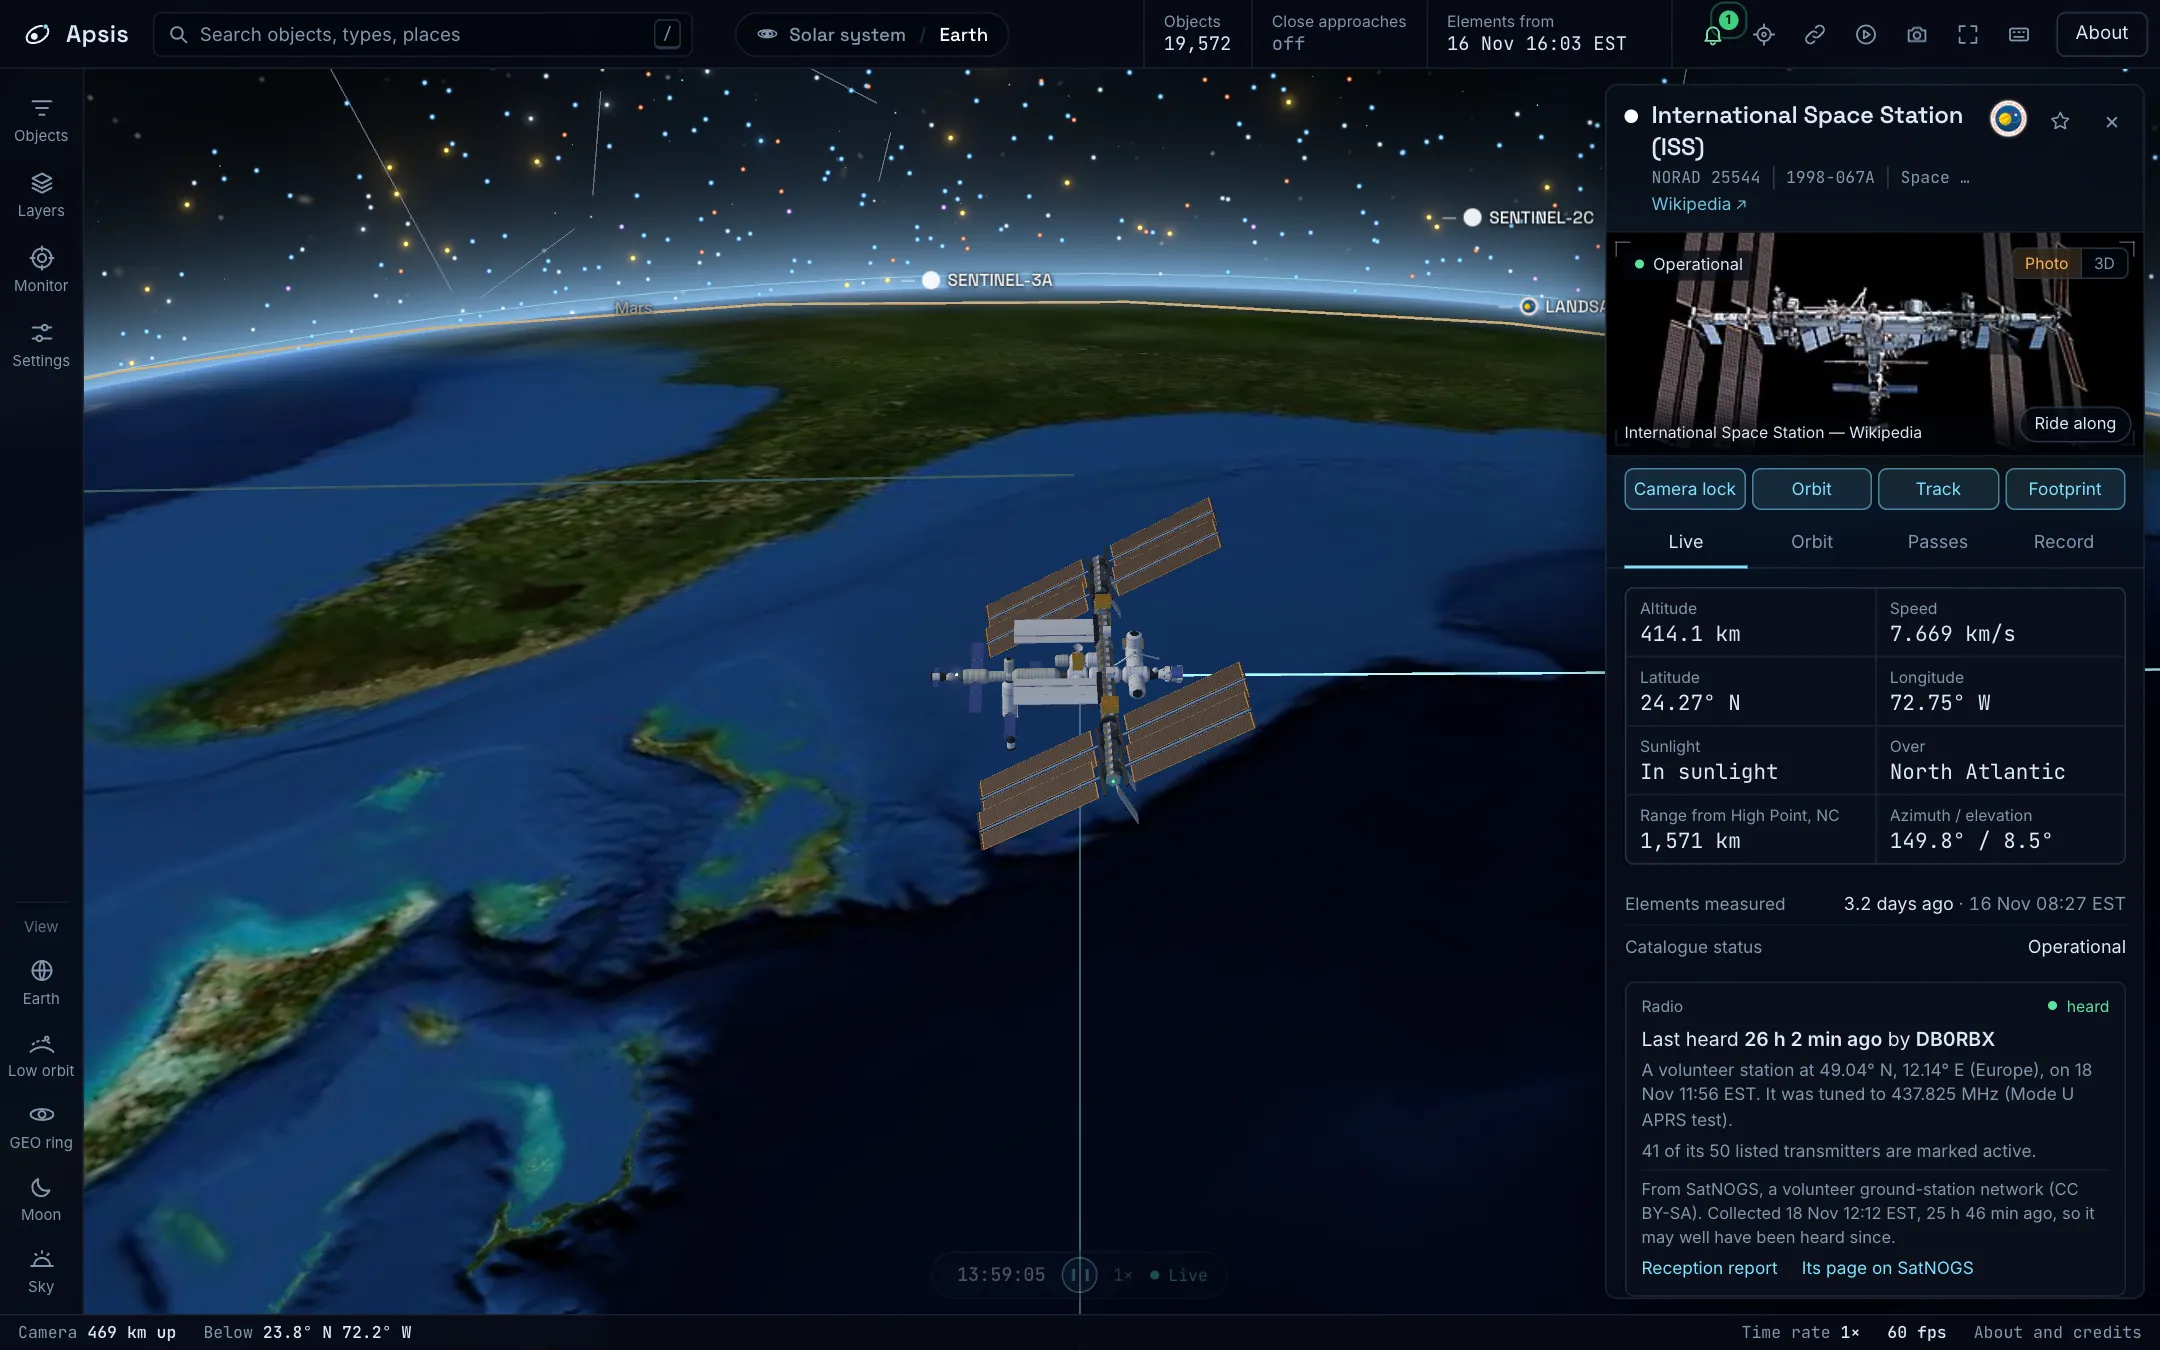 Apsis
Search objects, types, places
/
Solar system / Earth
Objects
19,572
Close approaches
off
Elements from
16 Nov 16:03 EST
1
About
Objects
Layers
Monitor
Settings
View
Earth
Low orbit
GEO ring
Moon
Sky
SENTINEL-2C
SENTINEL-3A
Mars
LANDSA
International Space Station
(ISS)
NORAD 25544 | 1998-067A | Space …
Wikipedia ↗
Operational
Photo 3D
International Space Station — Wikipedia
Ride along
Camera lock Orbit Track Footprint
Live Orbit Passes Record
Altitude
414.1 km
Speed
7.669 km/s
Latitude
24.27° N
Longitude
72.75° W
Sunlight
In sunlight
Over
North Atlantic
Range from High Point, NC
1,571 km
Azimuth / elevation
149.8° / 8.5°
Elements measured 3.2 days ago · 16 Nov 08:27 EST
Catalogue status Operational
Radio heard
Last heard 26 h 2 min ago by DB0RBX
A volunteer station at 49.04° N, 12.14° E (Europe), on 18
Nov 11:56 EST. It was tuned to 437.825 MHz (Mode U
APRS test).
41 of its 50 listed transmitters are marked active.
From SatNOGS, a volunteer ground-station network (CC
BY-SA). Collected 18 Nov 12:12 EST, 25 h 46 min ago, so it
may well have been heard since.
Reception report Its page on SatNOGS
13:59:05 1× Live
Camera 469 km up Below 23.8° N 72.2° W
Time rate 1× 60 fps About and credits